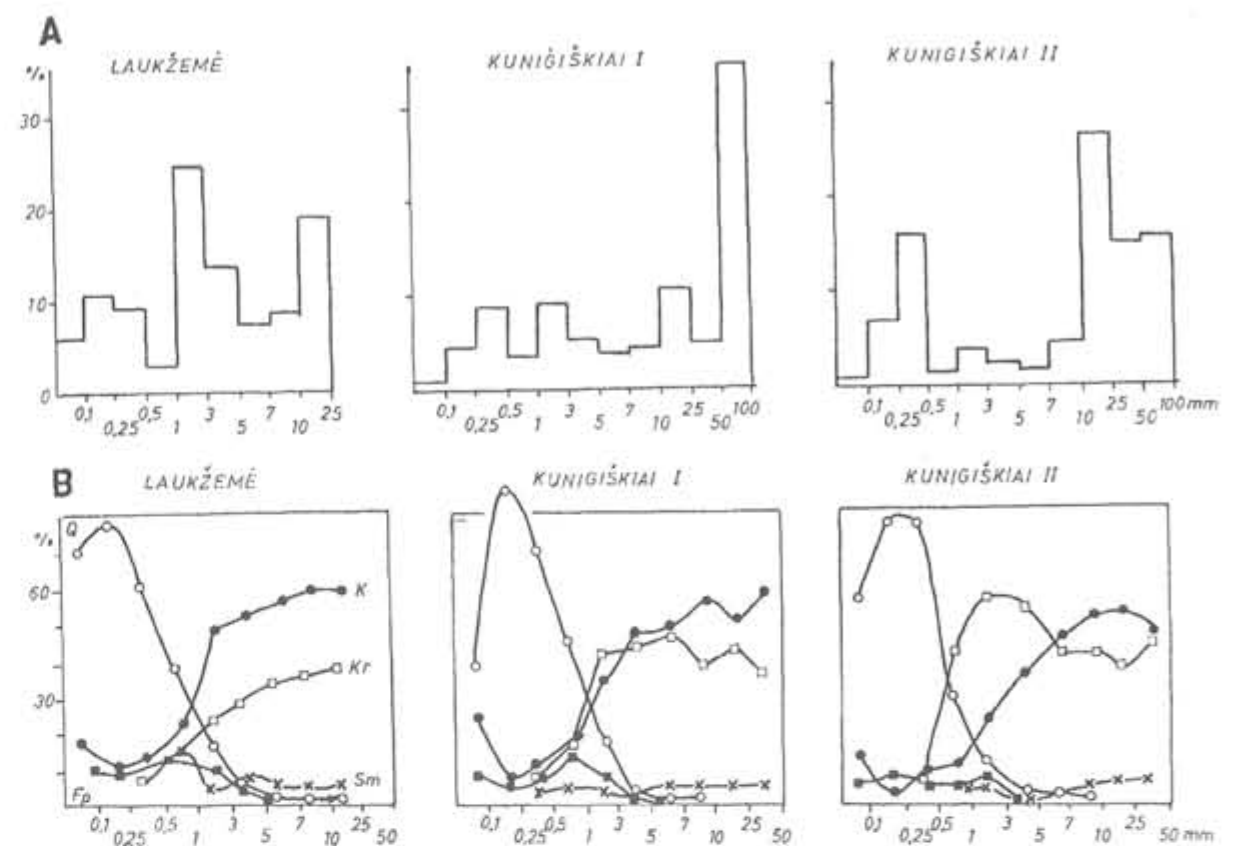 A
LAUKŽEMĖ KUNIGIŠKIAI I KUNIGIŠKIAI II
%
30
20
10
0
0,1 0,5 3 7 25 0,1 0,5 3 7 25 100 0,1 0,5 3 7 25 100 mm
0,25 1 5 10 0,25 1 5 10 50 0,25 1 5 10 50
B
LAUKŽEMĖ KUNIGIŠKIAI I KUNIGIŠKIAI II
Q
%
60 K
Kr
30
Sm
Fp
0,1 0,5 3 7 25 0,1 0,5 3 7 25 0,1 0,5 3 7 25
0,25 1 5 10 50 0,25 1 5 10 50 0,25 1 5 10 50 mm